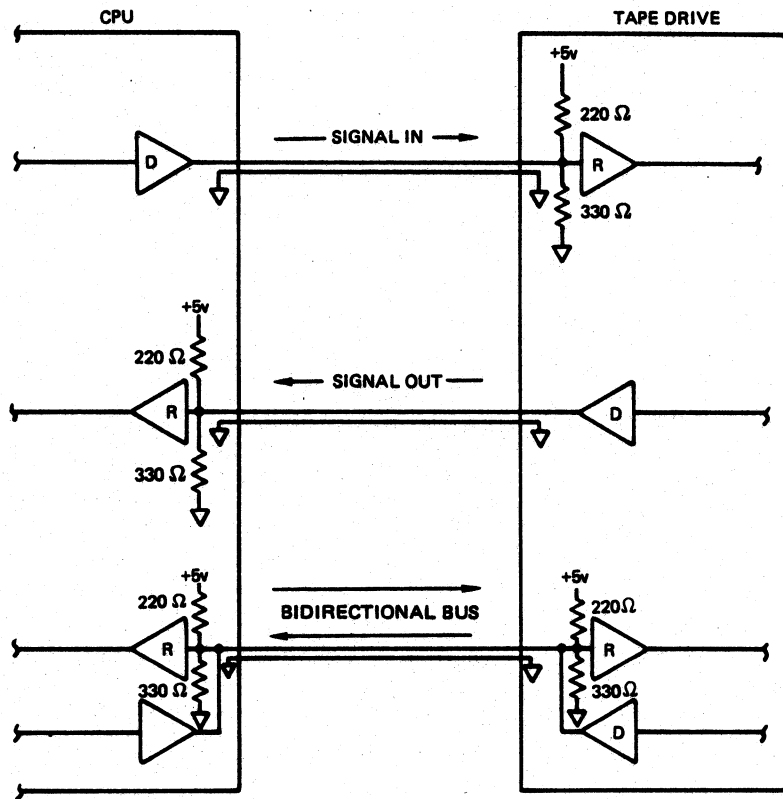 CPU
TAPE DRIVE
+5v
220 Ω
SIGNAL IN
D
R
330 Ω
+5v
220 Ω
SIGNAL OUT
R
D
330 Ω
+5v
+5v
220 Ω
220Ω
BIDIRECTIONAL BUS
R
R
330 Ω
330 Ω
D